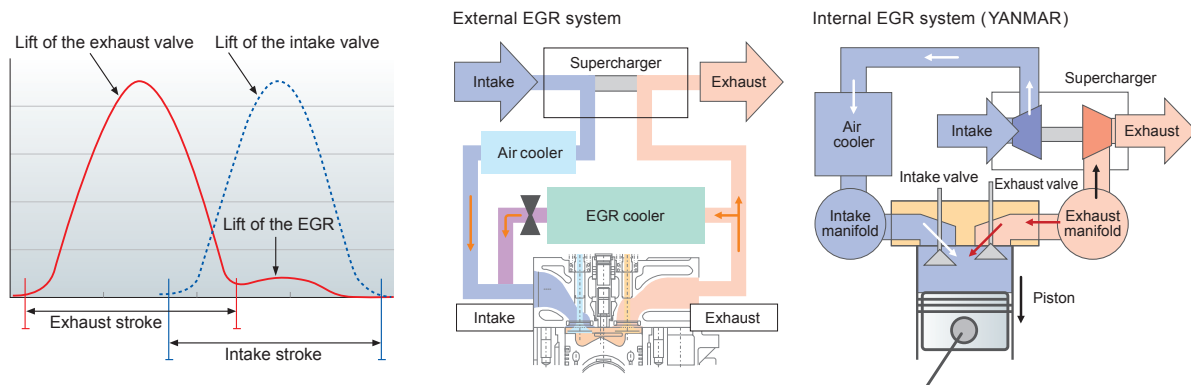 Lift of the exhaust valve
Lift of the intake valve
Lift of the EGR
Exhaust stroke
Intake stroke
External EGR system
Supercharger
Intake
Exhaust
Air cooler
EGR cooler
Intake
Exhaust
Internal EGR system (YANMAR)
Supercharger
Air
cooler
Intake
Exhaust
Intake valve
Exhaust valve
Intake
manifold
Exhaust
manifold
Piston